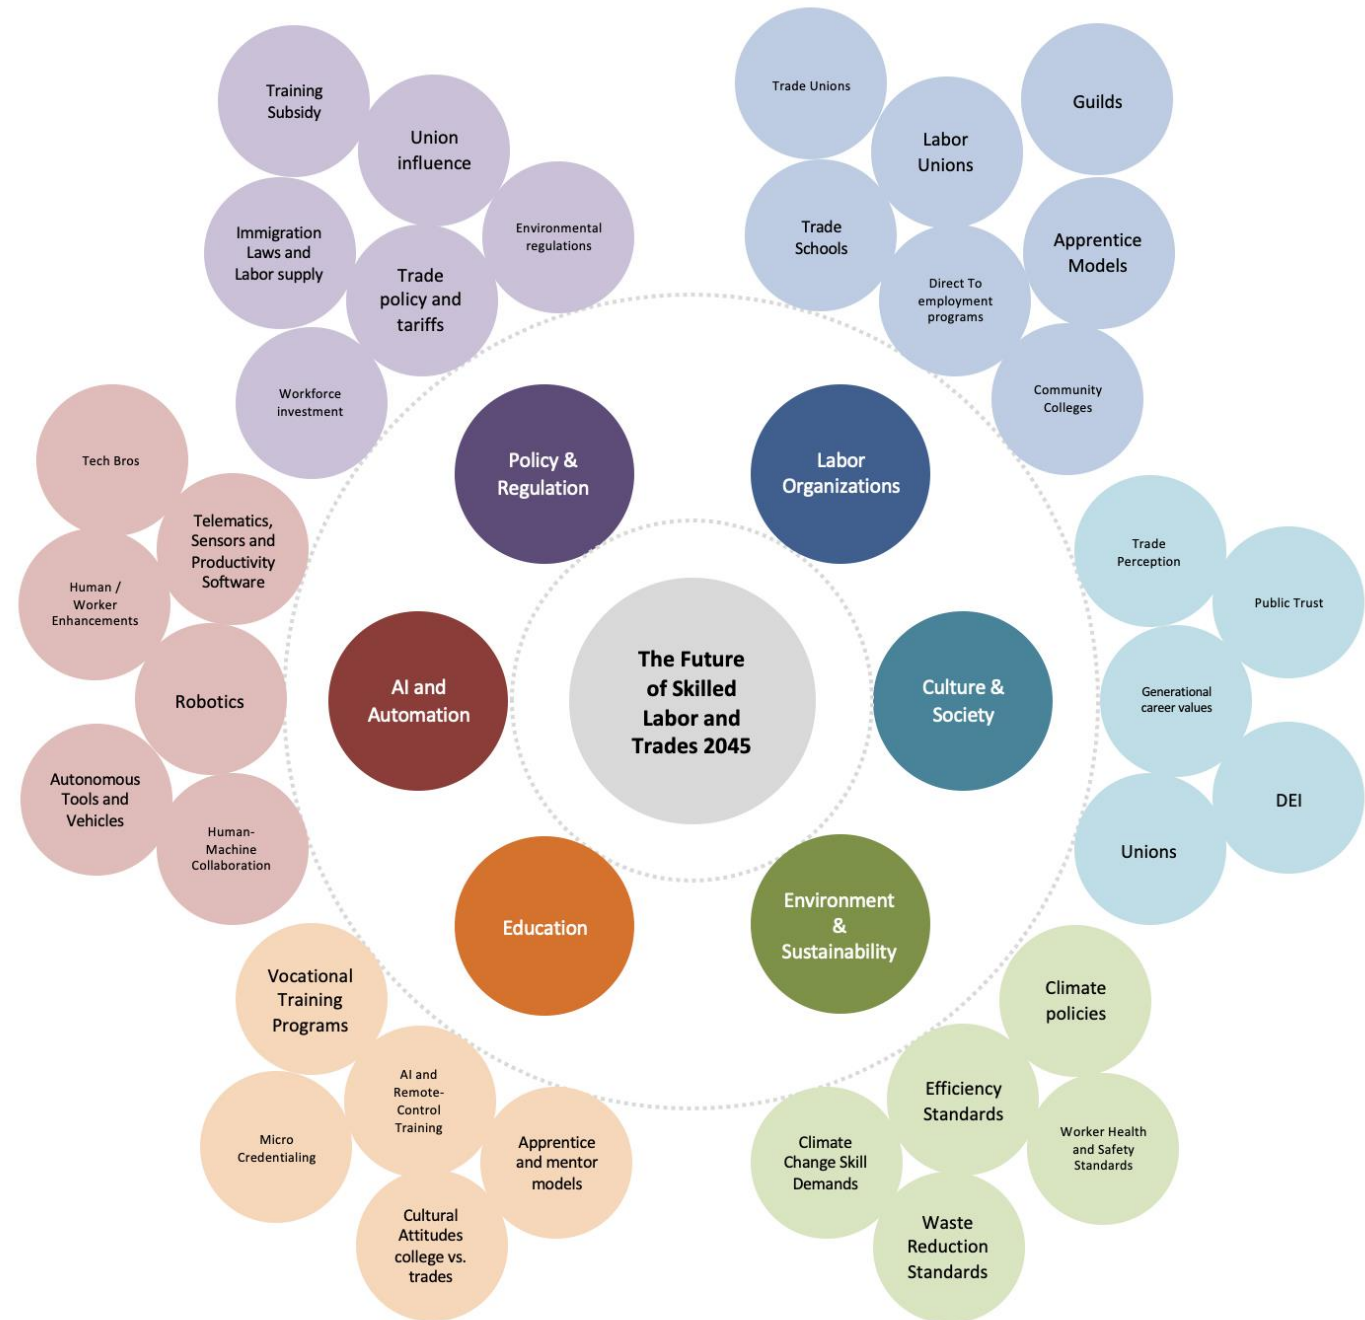 Training
Subsidy
Union
influence
Environmental
regulations
Immigration
Laws and
Labor supply
Trade
policy and
tariffs
Workforce
investment
Trade Unions
Labor
Unions
Guilds
Trade
Schools
Direct To
employment
programs
Apprentice
Models
Community
Colleges
Policy &
Regulation
Labor
Organizations
Tech Bros
Telematics,
Sensors and
Productivity
Software
Human /
Worker
Enhancements
Robotics
Autonomous
Tools and
Vehicles
Human-
Machine
Collaboration
AI and
Automation
The Future
of Skilled
Labor and
Trades 2045
Culture &
Society
Trade
Perception
Public Trust
Generational
career values
DEI
Unions
Education
Environment
&
Sustainability
Vocational
Training
Programs
AI and
Remote-
Control
Training
Micro
Credentialing
Apprentice
and mentor
models
Cultural
Attitudes
college vs.
trades
Climate
policies
Efficiency
Standards
Worker Health
and Safety
Standards
Climate
Change Skill
Demands
Waste
Reduction
Standards